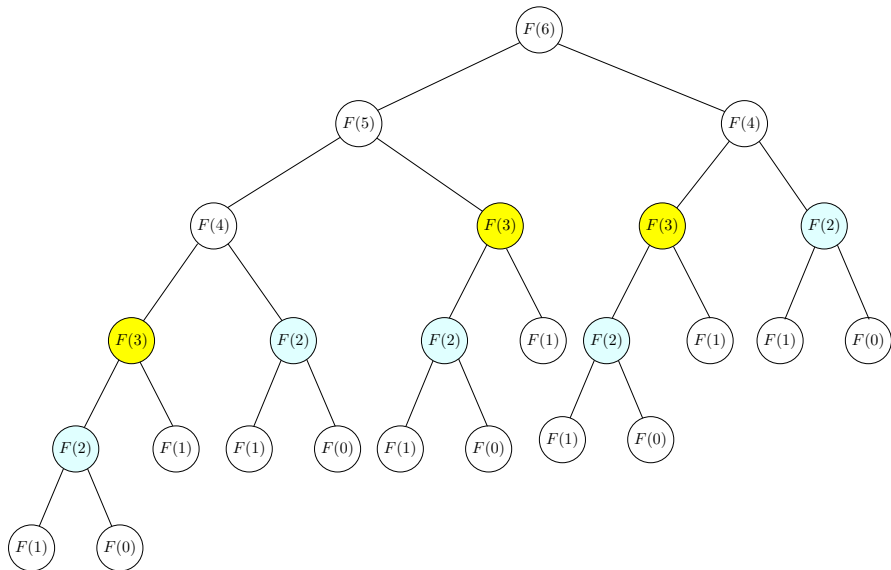 F(6)
F(5) F(4)
F(4) F(3) F(3) F(2)
F(3) F(2) F(2) F(1) F(2) F(1) F(1) F(0)
F(2) F(1) F(1) F(0) F(1) F(0) F(1) F(0)
F(1) F(0)